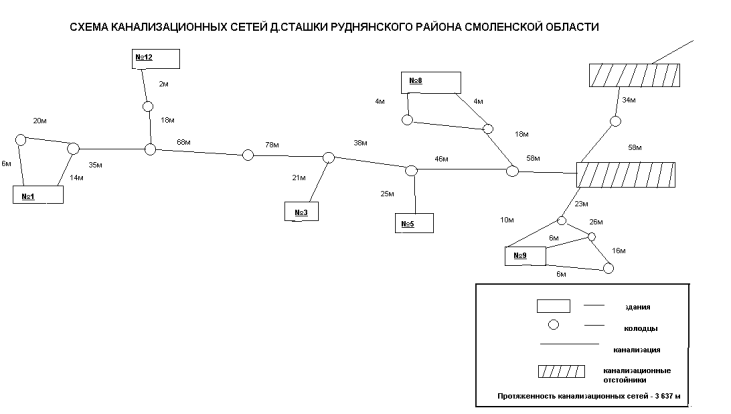 СХЕМА КАНАЛИЗАЦИОННЫХ СЕТЕЙ Д.СТАШКИ РУДНЯНСКОГО РАЙОНА СМОЛЕНСКОЙ ОБЛАСТИ
№12
№8
2м
4м
4м
34м
20м
18м
18м
58м
68м
78м
38м
46м
58м
6м
35м
14м
21м
25м
№1
№3
№5
23м
10м
26м
6м
16м
№9
6м
здания
колодцы
канализация
канализационные
отстойники
Протяженность канализационных сетей - 3 637 м